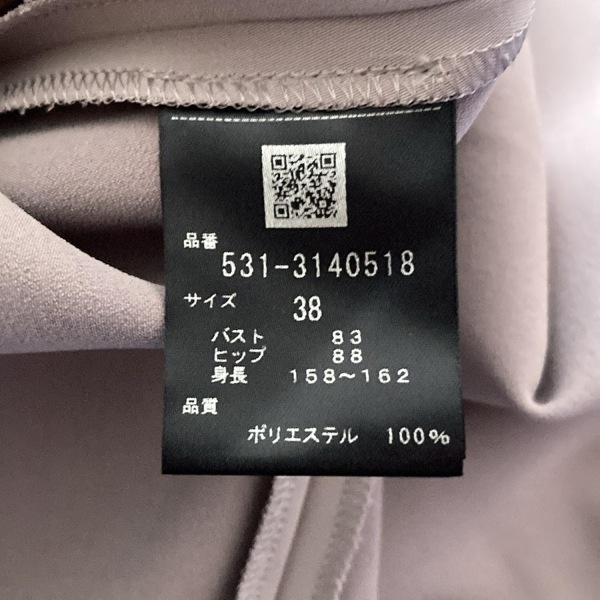 品番
531-3140518
サイズ 38
バスト 83
ヒップ 88
身長 158~162
品質
ポリエステル 100%